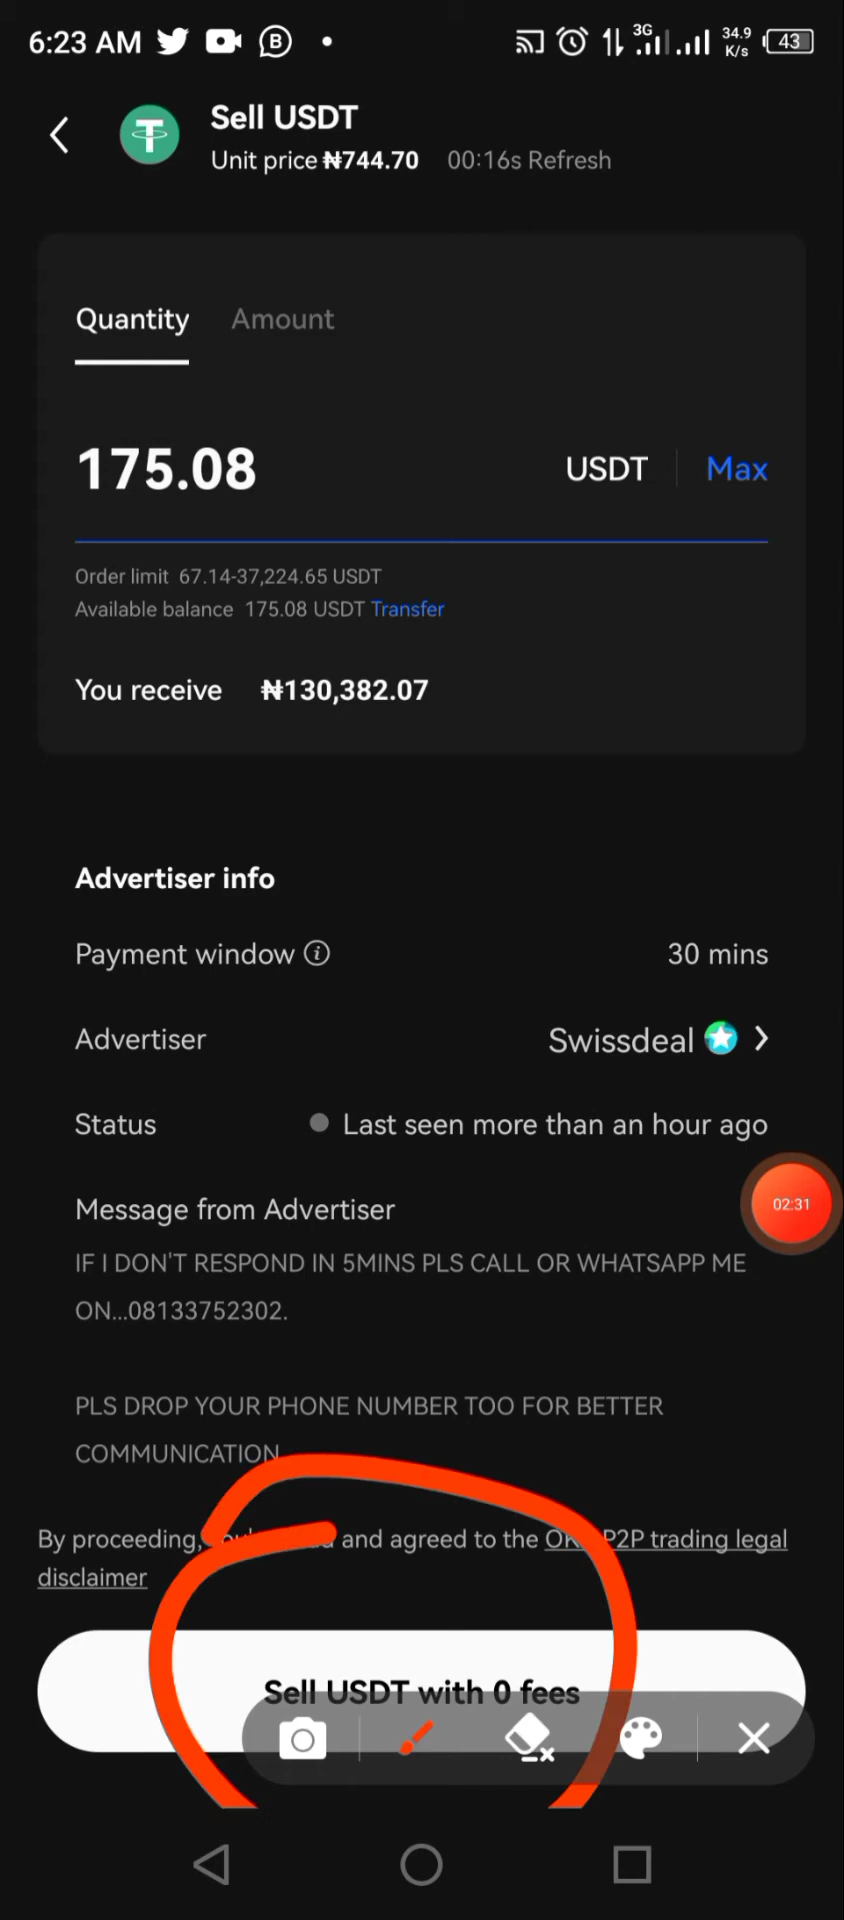 6:23 AM B 3G 34.9 K/s 43
Sell USDT
Unit price ₦744.70 00:16s Refresh
Quantity Amount
175.08 USDT Max
Order limit 67.14-37,224.65 USDT
Available balance 175.08 USDT Transfer
You receive ₦130,382.07
Advertiser info
Payment window 30 mins
Advertiser Swissdeal
Status Last seen more than an hour ago
02:31
Message from Advertiser
IF I DON'T RESPOND IN 5MINS PLS CALL OR WHATSAPP ME
ON...08133752302.
PLS DROP YOUR PHONE NUMBER TOO FOR BETTER
COMMUNICATION
By proceeding, and agreed to the P2P trading legal
disclaimer
Sell USDT with 0 fees